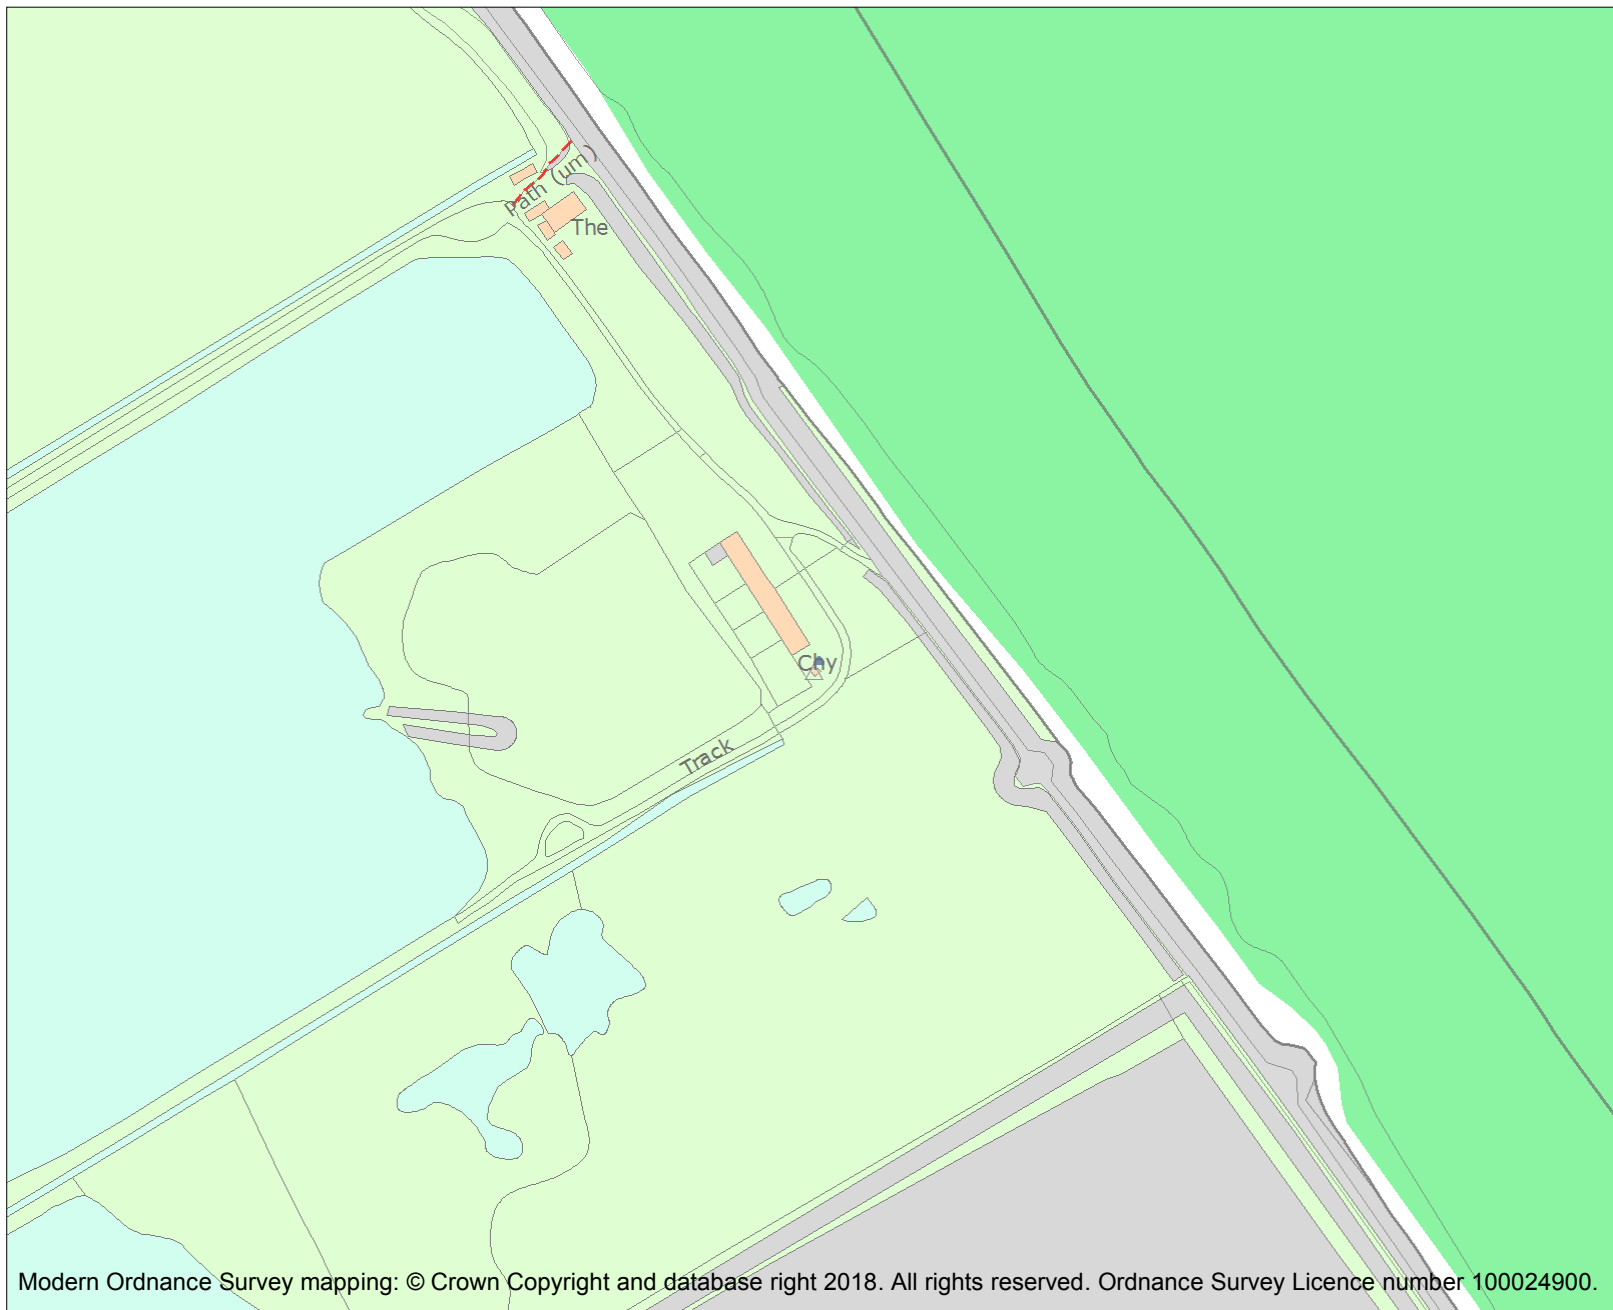 Path (um)
The
Chy
Track
Modern Ordnance Survey mapping: © Crown Copyright and database right 2018. All rights reserved. Ordnance Survey Licence number 100024900.